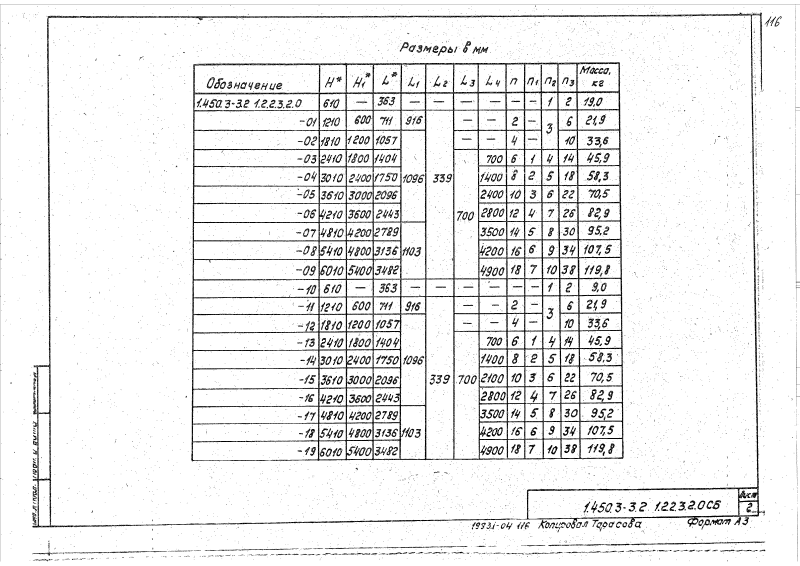 116
Размеры в мм
Обозначение H* H1* L* L1 L2 L3 L4 n n1 n2 n3 Масса, кг
1.450.3-3.2 1.2.2.3.2.0 610 — 363 — — — — — — 1 2 19,0
-01 1210 600 711 916 339 — — 2 — 3 6 21,9
-02 1810 1200 1057 1096 — — 4 — 10 33,6
-03 2410 1800 1404 700 700 6 1 4 14 45,9
-04 3010 2400 1750 1400 8 2 5 18 58,3
-05 3610 3000 2096 2400 10 3 6 22 70,5
-06 4210 3600 2443 2800 12 4 7 26 82,9
-07 4810 4200 2789 1103 3500 14 5 8 30 95,2
-08 5410 4800 3136 4200 16 6 9 34 107,5
-09 6010 5400 3482 4900 18 7 10 38 119,8
-10 610 — 363 — — — — — — 1 2 9,0
-11 1210 600 711 916 339 — — 2 — 3 6 21,9
-12 1810 1200 1057 1096 — — 4 — 10 33,6
-13 2410 1800 1404 700 700 6 1 4 14 45,9
-14 3010 2400 1750 1400 8 2 5 18 58,3
-15 3610 3000 2096 2100 10 3 6 22 70,5
-16 4210 3600 2443 2800 12 4 7 26 82,9
-17 4810 4200 2789 1103 3500 14 5 8 30 95,2
-18 5410 4800 3136 4200 16 6 9 34 107,5
-19 6010 5400 3482 4900 18 7 10 38 119,8
1.450.3-3.2 1.2.2.3.2.0 СБ
Лист
2
19331-04 116 Копировал Тарасова Формат А3